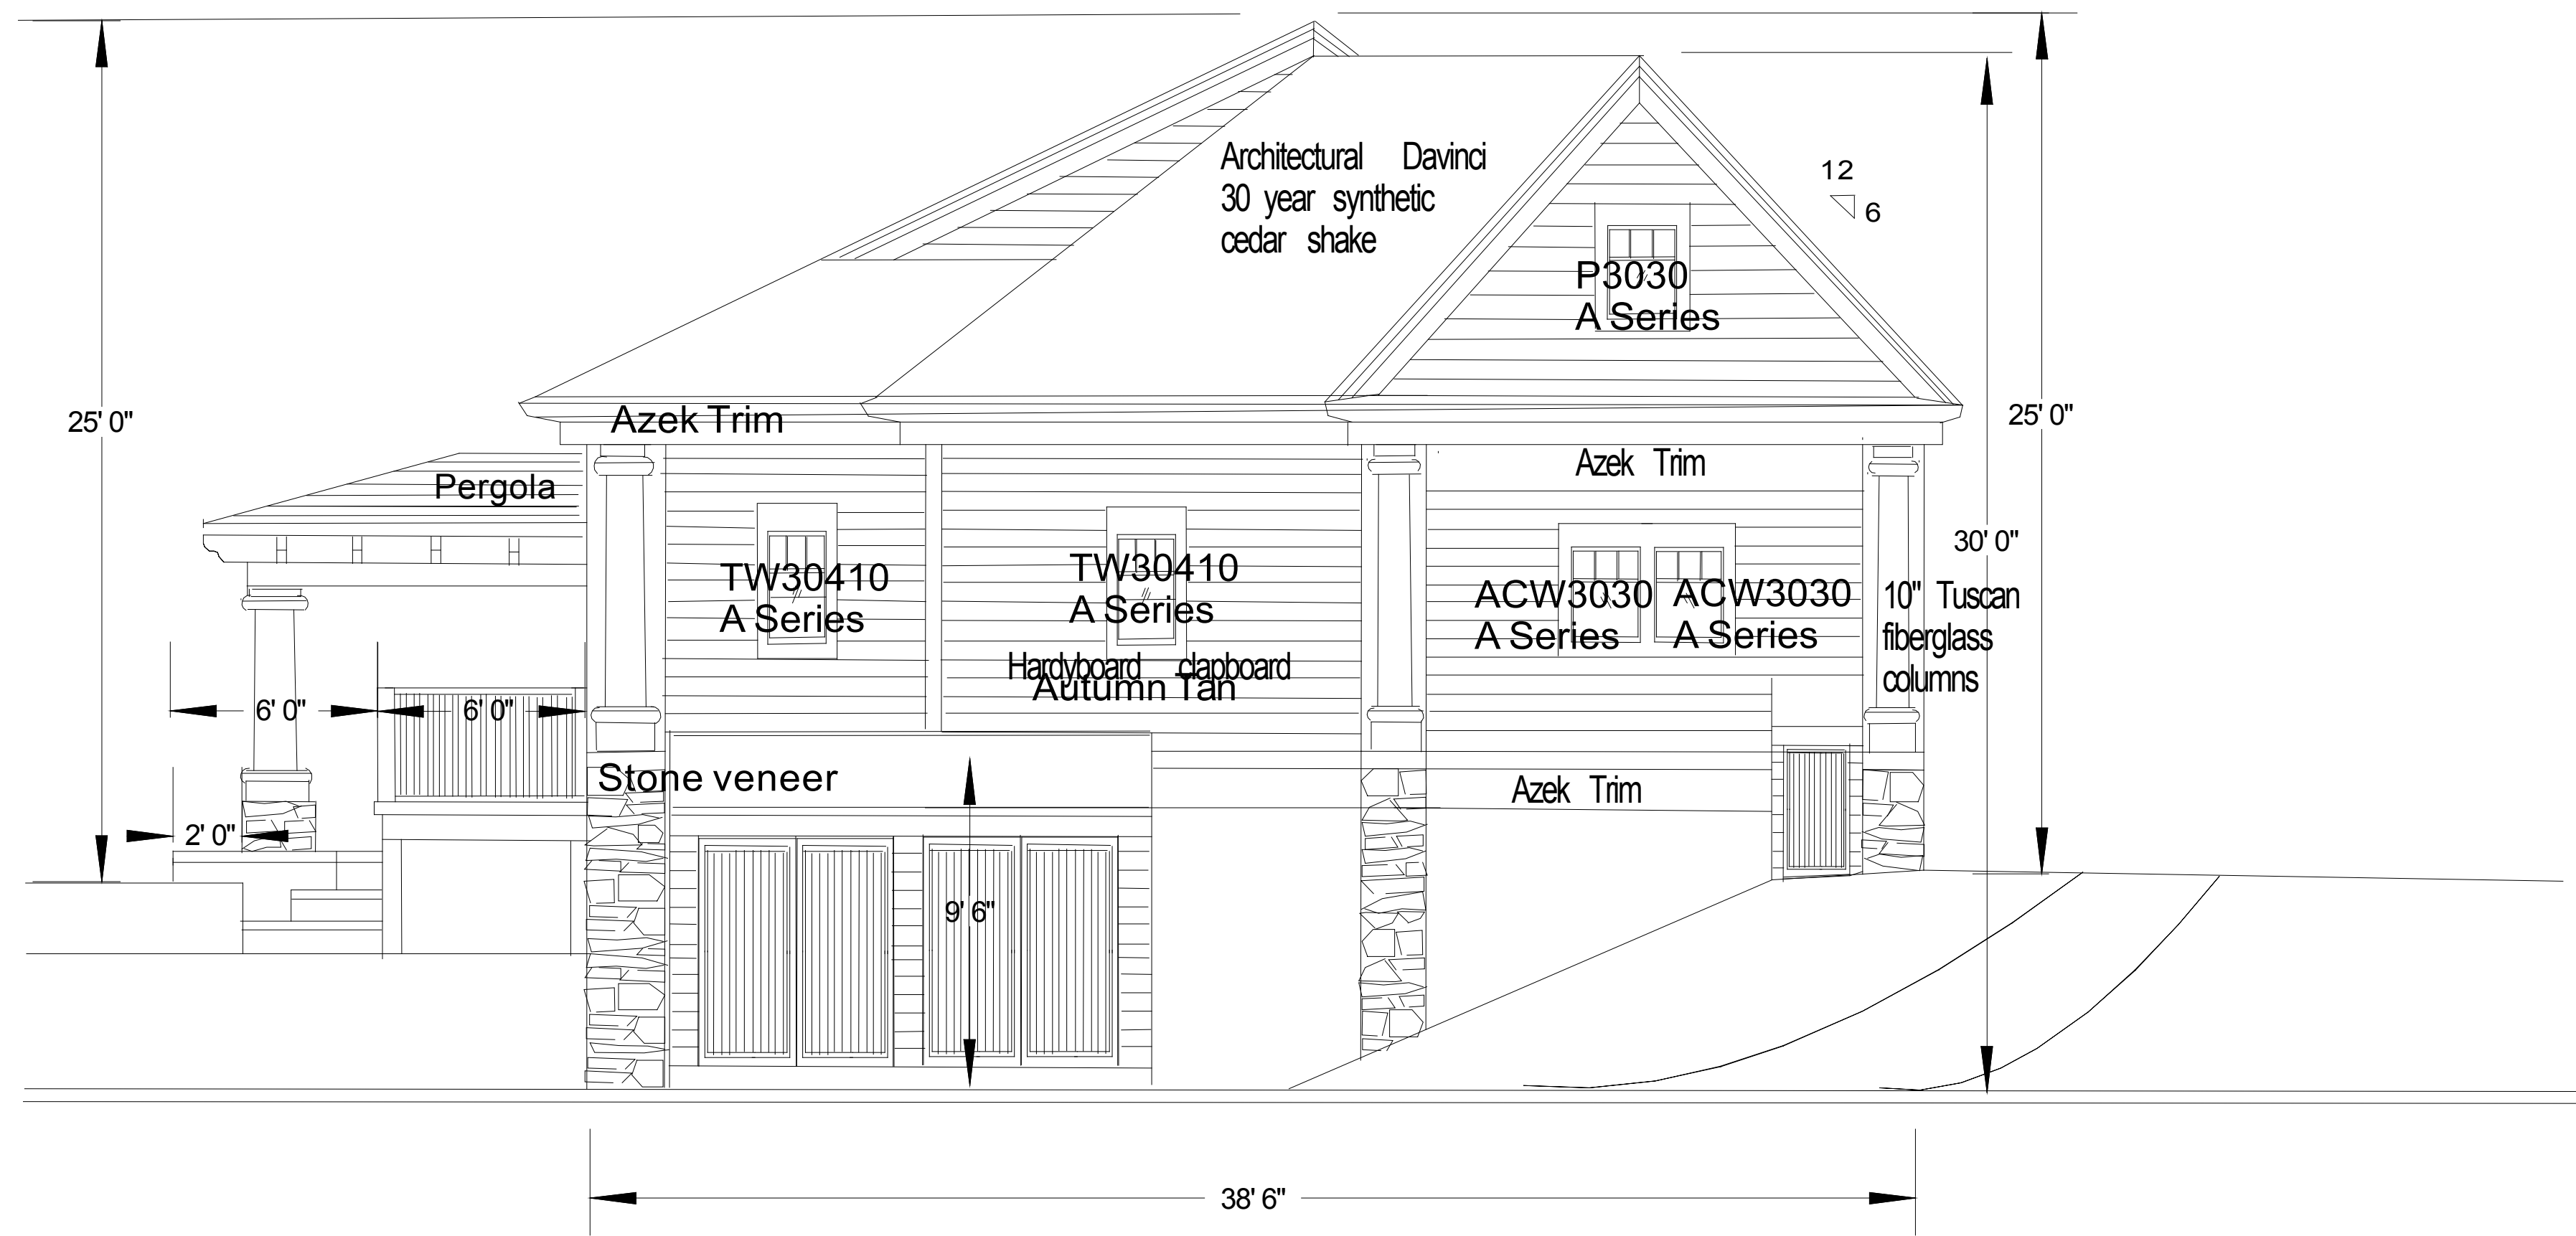 Architectural Davinci
30 year synthetic
cedar shake
12
6
P3030
A Series
25' 0"
25' 0"
Azek Trim
Azek Trim
Pergola
30' 0"
TW30410
A Series
TW30410
A Series
ACW3030
A Series
ACW3030
A Series
10" Tuscan
fiberglass
columns
Hardyboard clapboard
Autumn Tan
6' 0"
6' 0"
Stone veneer
Azek Trim
2' 0"
9' 6"
38' 6"